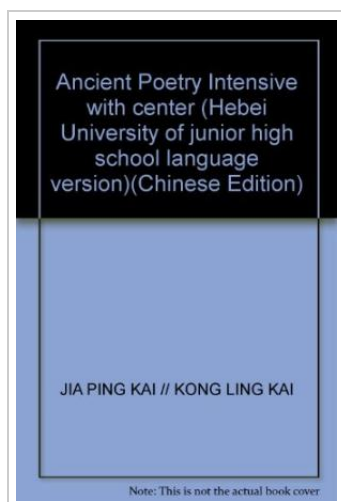 Ancient Poetry Intensive
with center (Hebei
University of junior high
school language
version)(Chinese Edition)
JIA PING KAI // KONG LING KAI
Note: This is not the actual book cover